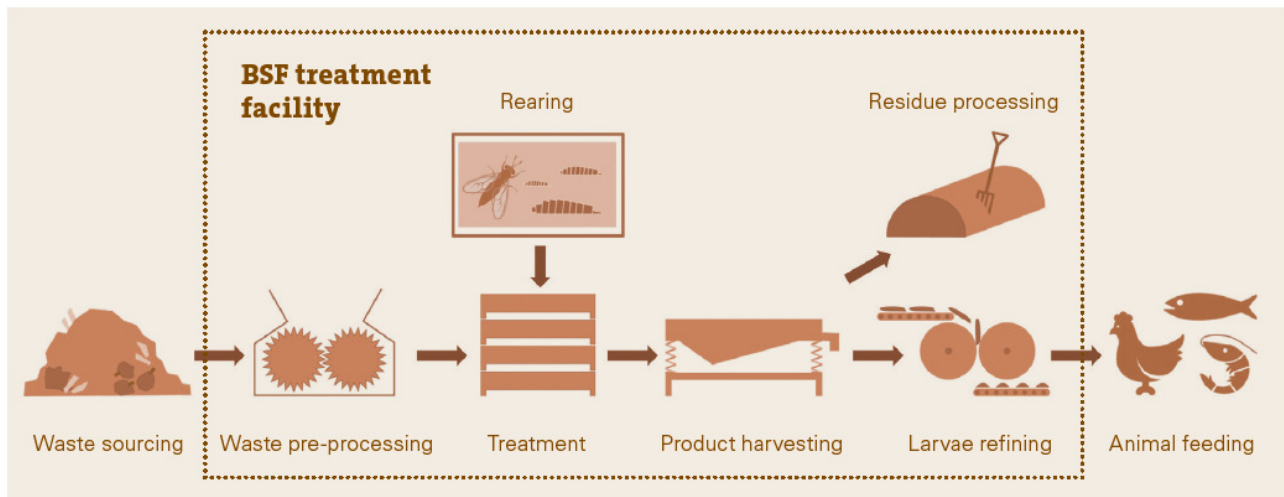 BSF treatment
facility
Rearing
Residue processing
Waste sourcing
Waste pre-processing
Treatment
Product harvesting
Larvae refining
Animal feeding